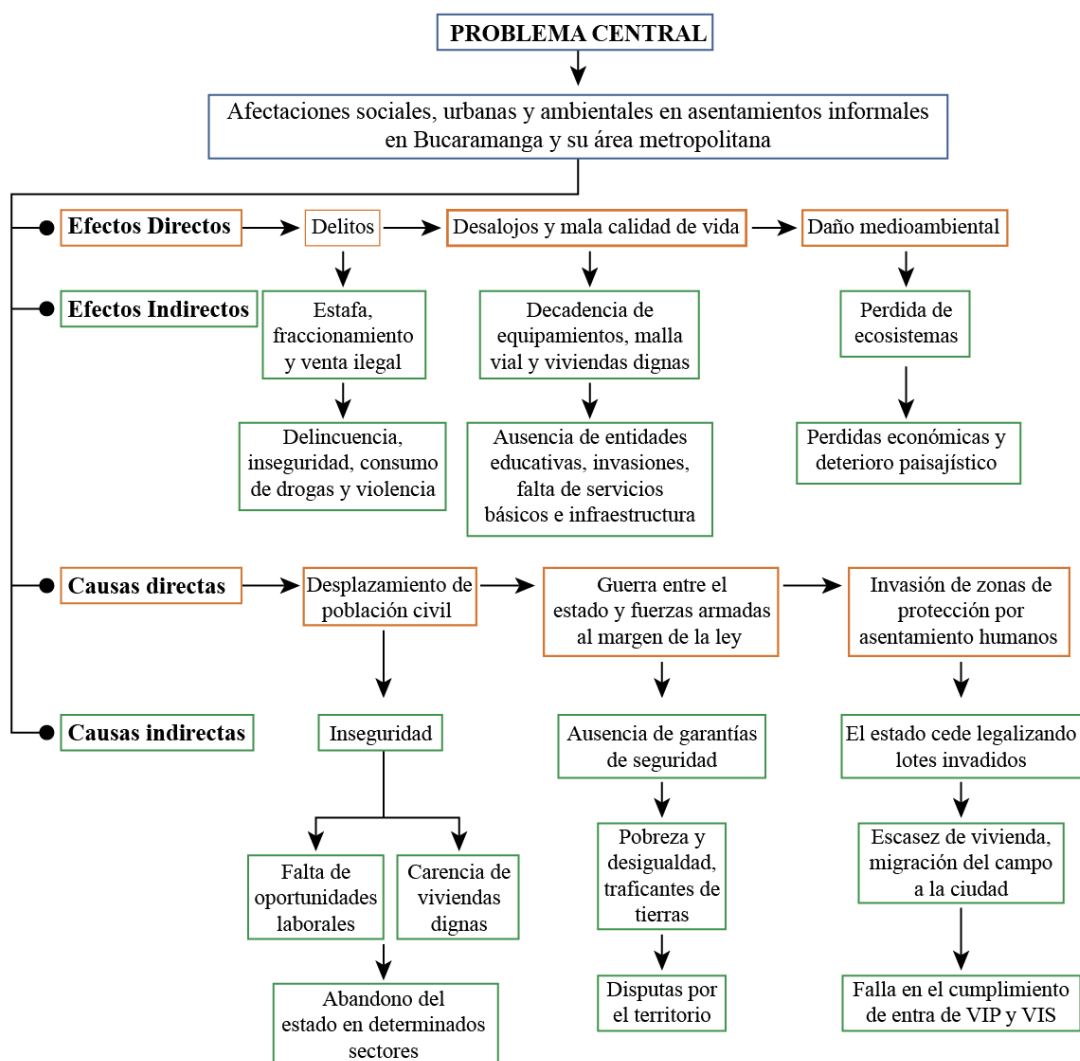 PROBLEMA CENTRAL
Afectaciones sociales, urbanas y ambientales en asentamientos informales
en Bucaramanga y su área metropolitana
Efectos Directos
Delitos
Desalojos y mala calidad de vida
Daño medioambiental
Efectos Indirectos
Estafa,
fraccionamiento
y venta ilegal
Decadencia de
equipamientos, malla
vial y viviendas dignas
Perdida de
ecosistemas
Delincuencia,
inseguridad, consumo
de drogas y violencia
Ausencia de entidades
educativas, invasiones,
falta de servicios
básicos e infraestructura
Perdidas económicas y
deterioro paisajístico
Causas directas
Desplazamiento de
población civil
Guerra entre el
estado y fuerzas armadas
al margen de la ley
Invasión de zonas de
protección por
asentamiento humanos
Causas indirectas
Inseguridad
Ausencia de garantías
de seguridad
El estado cede legalizando
lotes invadidos
Falta de
oportunidades
laborales
Carencia de
viviendas
dignas
Pobreza y
desigualdad,
traficantes de
tierras
Escasez de vivienda,
migración del campo
a la ciudad
Abandono del
estado en determinados
sectores
Disputas por
el territorio
Falla en el cumplimiento
de entra de VIP y VIS